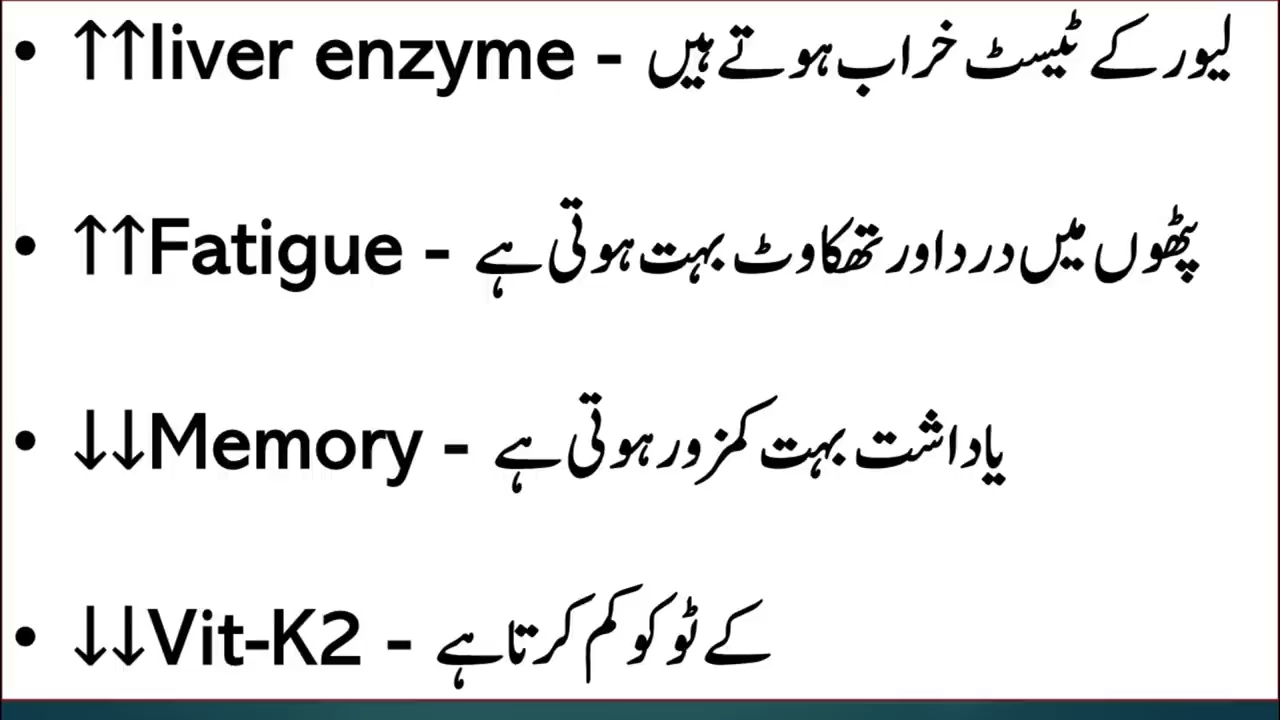 • ↑↑liver enzyme - لیور کے ٹیسٹ خراب ہوتے ہیں
• ↑↑Fatigue - پٹھوں میں درد اور تھکاوٹ بہت ہوتی ہے
• ↓↓Memory - یاداشت بہت کمزور ہوتی ہے
• ↓↓Vit-K2 - کے ٹو کو کم کرتا ہے